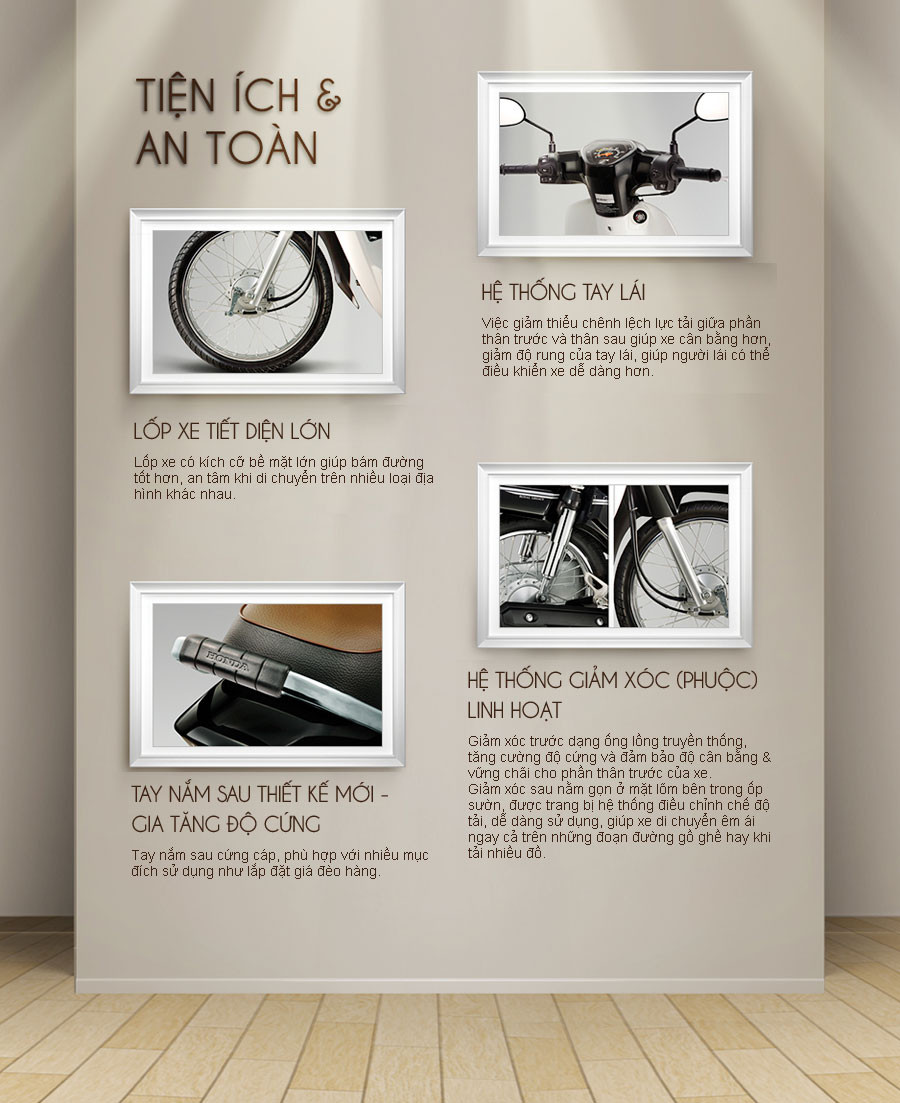 TIỆN ÍCH &
AN TOÀN
HỆ THỐNG TAY LÁI
Việc giảm thiểu chênh lệch lực tải giữa phần
thân trước và thân sau giúp xe cân bằng hơn,
giảm độ rung của tay lái, giúp người lái có thể
điều khiển xe dễ dàng hơn.
LỐP XE TIẾT DIỆN LỚN
Lốp xe có kích cỡ bề mặt lớn giúp bám đường
tốt hơn, an tâm khi di chuyển trên nhiều loại địa
hình khác nhau.
HONDA
TAY NẮM SAU THIẾT KẾ MỚI -
GIA TĂNG ĐỘ CỨNG
Tay nắm sau cứng cáp, phù hợp với nhiều mục
đích sử dụng như lắp đặt giá đèo hàng.
HỆ THỐNG GIẢM XÓC (PHUỘC)
LINH HOẠT
Giảm xóc trước dạng ống lồng truyền thống,
tăng cường độ cứng và đảm bảo độ cân bằng &
vững chãi cho phần thân trước của xe.
Giảm xóc sau nằm gọn ở mặt lõm bên trong ốp
sườn, được trang bị hệ thống điều chỉnh chế độ
tải, dễ dàng sử dụng, giúp xe di chuyển êm ái
ngay cả trên những đoạn đường gồ ghề hay khi
tải nhiều đồ.